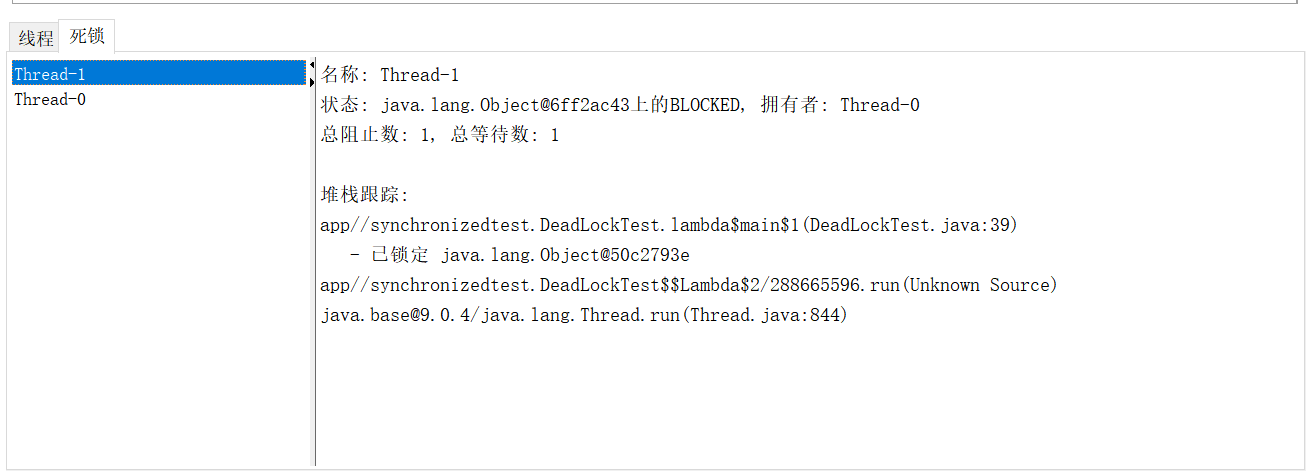 线程 死锁
Thread-1
Thread-0
名称: Thread-1
状态: java.lang.Object@6ff2ac43上的BLOCKED, 拥有者: Thread-0
总阻止数: 1, 总等待数: 1
堆栈跟踪:
app//synchronizedtest.DeadLockTest.lambda$main$1(DeadLockTest.java:39)
- 已锁定 java.lang.Object@50c2793e
app//synchronizedtest.DeadLockTest$$Lambda$2/288665596.run(Unknown Source)
java.base@9.0.4/java.lang.Thread.run(Thread.java:844)